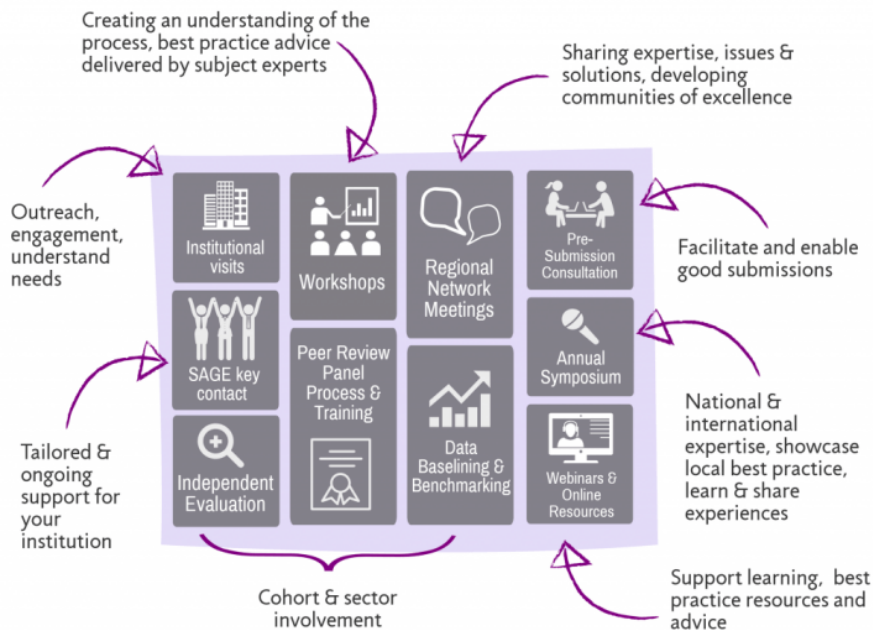 Creating an understanding of the
process, best practice advice
delivered by subject experts
Sharing expertise, issues &
solutions, developing
communities of excellence
Outreach,
engagement,
understand
needs
Institutional
visits
Workshops
Regional
Network
Meetings
Pre-
Submission
Consultation
Facilitate and enable
good submissions
SAGE key
contact
Peer Review
Panel
Process &
Training
Data
Baselining &
Benchmarking
Annual
Symposium
National &
international
expertise, showcase
local best practice,
learn & share
experiences
Tailored &
ongoing
support for
your
institution
Independent
Evaluation
Webinars &
Online
Resources
Cohort & sector
involvement
Support learning, best
practice resources and
advice